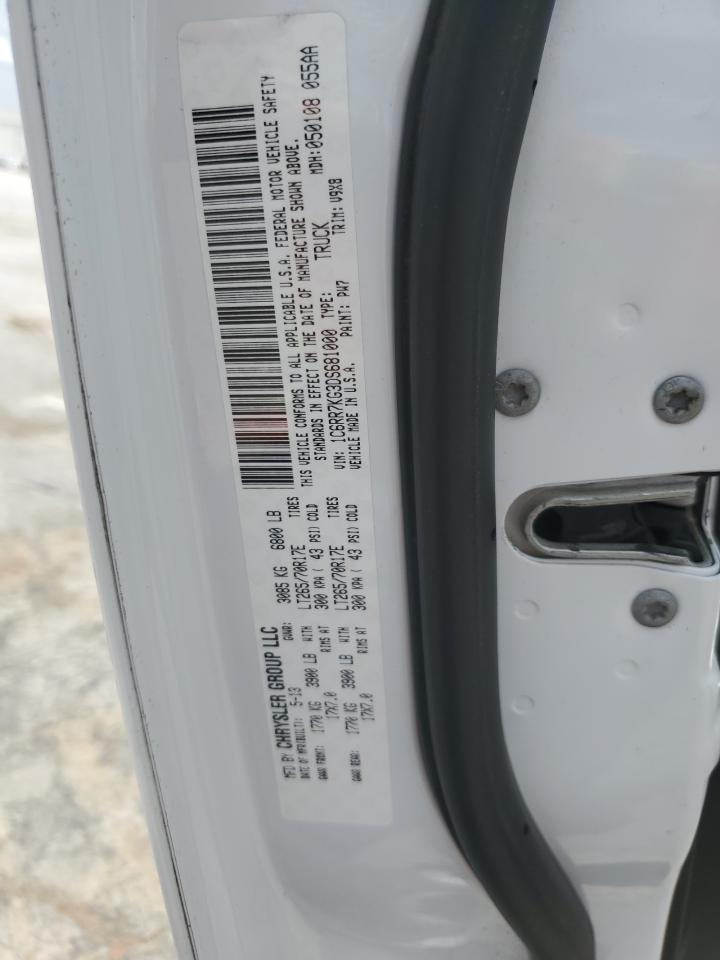 MFD BY CHRYSLER GROUP LLC
DATE OF MFR(BUILT): 5-13 GVWR: 3085 KG 6800 LB
GAWR FRONT: 1770 KG 3900 LB WITH LT265/70R17E TIRES
17X7.0 RIMS AT 300 KPA ( 43 PSI) COLD
GAWR REAR: 1770 KG 3900 LB WITH LT265/70R17E TIRES
17X7.0 RIMS AT 300 KPA ( 43 PSI) COLD
THIS VEHICLE CONFORMS TO ALL APPLICABLE U.S.A. FEDERAL MOTOR VEHICLE SAFETY
STANDARDS IN EFFECT ON THE DATE OF MANUFACTURE SHOWN ABOVE.
VIN: 1C6RR7KG3DS681000 TYPE: TRUCK MDH:050108 055AA
VEHICLE MADE IN U.S.A. PAINT: PW7 TRIM: V9X8